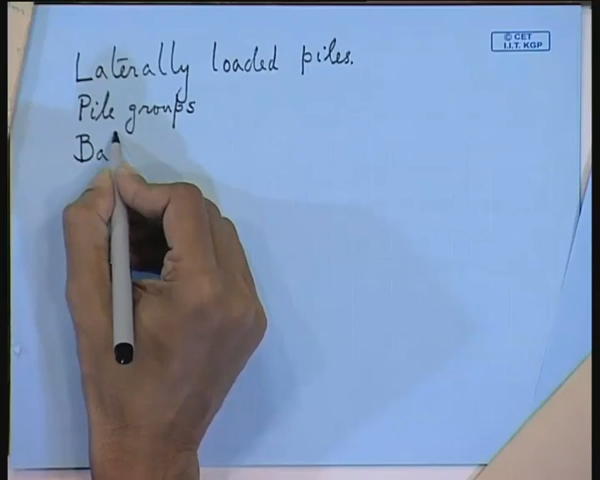 Laterally loaded piles.
Pile groups
Ba
© CET
I.I.T. KGP